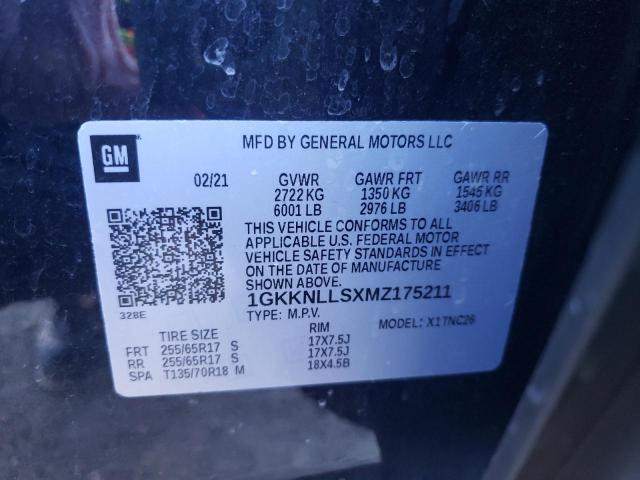 GM
MFD BY GENERAL MOTORS LLC
02/21 GVWR GAWR FRT GAWR RR
2722 KG 1350 KG 1545 KG
6001 LB 2976 LB 3406 LB
THIS VEHICLE CONFORMS TO ALL
APPLICABLE U.S. FEDERAL MOTOR
VEHICLE SAFETY STANDARDS IN EFFECT
ON THE DATE OF MANUFACTURE
SHOWN ABOVE.
1GKKNLLSXMZ175211
328E
TYPE: M.P.V. MODEL: X1TNC26
TIRE SIZE RIM
FRT 255/65R17 S 17X7.5J
RR 255/65R17 S 17X7.5J
SPA T135/70R18 M 18X4.5B